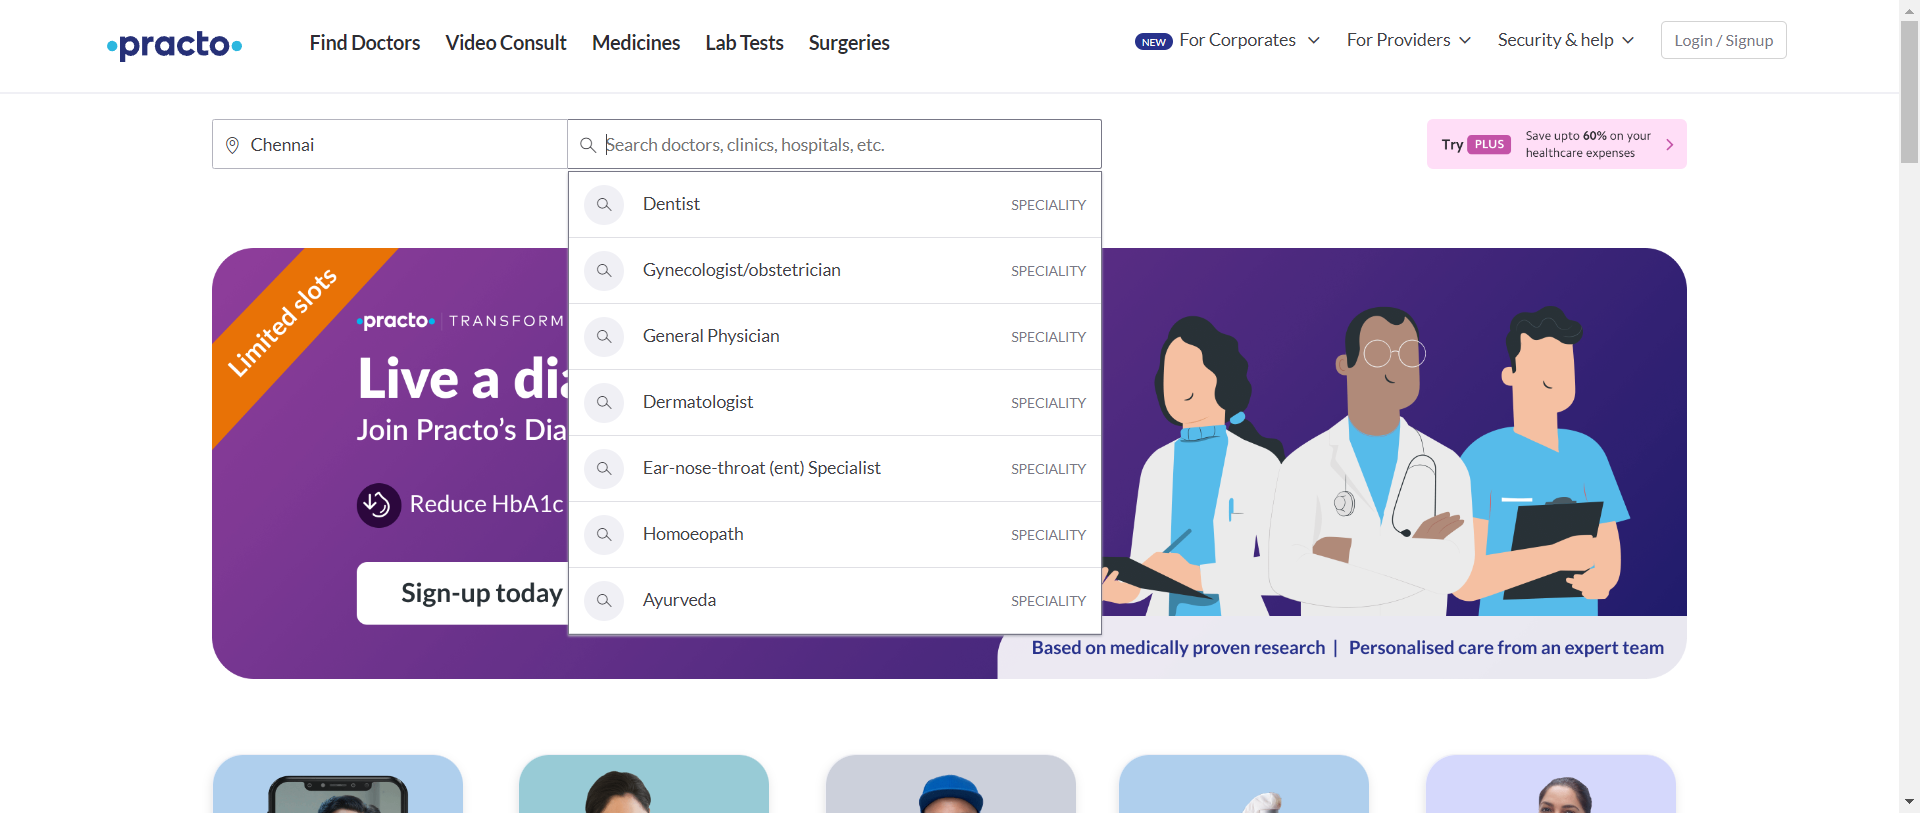 practo
Find Doctors
Video Consult
Medicines
Lab Tests
Surgeries
NEW For Corporates
For Providers
Security & help
Login / Signup
Chennai
Search doctors, clinics, hospitals, etc.
Try PLUS
Save upto 60% on your
healthcare expenses
Dentist SPECIALITY
Gynecologist/obstetrician SPECIALITY
General Physician SPECIALITY
Dermatologist SPECIALITY
Ear-nose-throat (ent) Specialist SPECIALITY
Homoeopath SPECIALITY
Ayurveda SPECIALITY
Limited slots
practo | TRANSFORM
Live a dia
Join Practo's Dia
Reduce HbA1c
Sign-up today
Based on medically proven research | Personalised care from an expert team